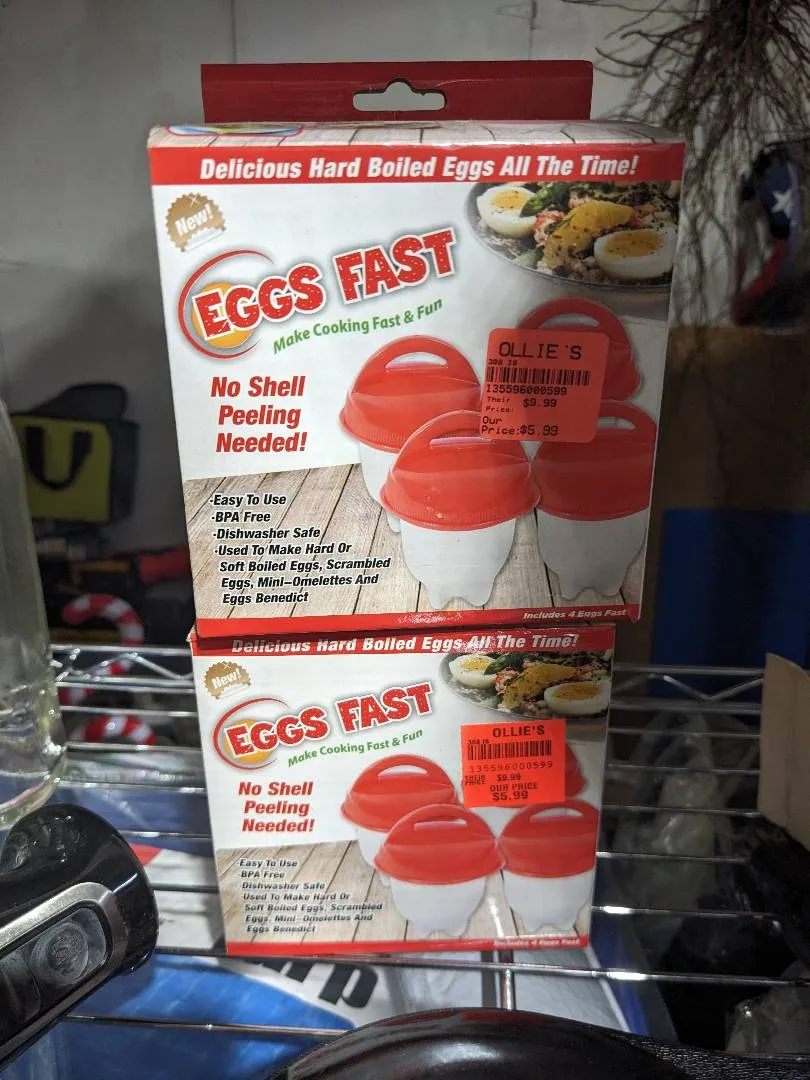 Delicious Hard Boiled Eggs All The Time!
New!
EGGS FAST
Make Cooking Fast & Fun
No Shell
Peeling
Needed!
OLLIE'S
135596000599
Their
Price: $9.99
Our
Price:$5.99
·Easy To Use
·BPA Free
·Dishwasher Safe
·Used To Make Hard Or
Soft Boiled Eggs, Scrambled
Eggs, Mini-Omelettes And
Eggs Benedict
Includes 4 Eggs Fast
Delicious Hard Boiled Eggs All The Time!
New!
EGGS FAST
Make Cooking Fast & Fun
No Shell
Peeling
Needed!
OLLIE'S
135596000599
THEIR
PRICE $9.99
OUR PRICE
$5.99
·Easy To Use
·BPA Free
·Dishwasher Safe
·Used To Make Hard Or
Soft Boiled Eggs, Scrambled
Eggs, Mini-Omelettes And
Eggs Benedict
Includes 4 Eggs Fast